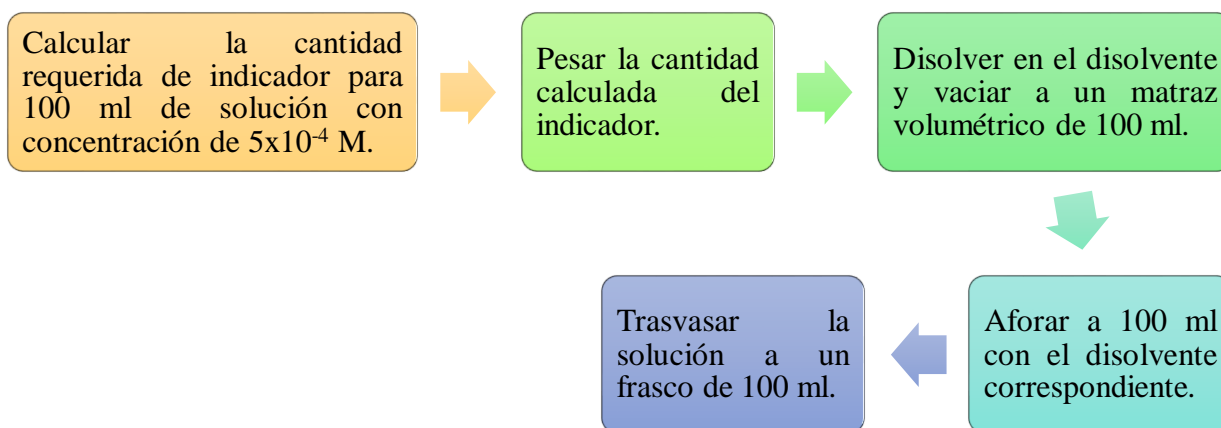 Calcular la cantidad
requerida de indicador para
100 ml de solución con
concentración de 5x10⁻⁴ M.
Pesar la cantidad
calculada del
indicador.
Disolver en el disolvente
y vaciar a un matraz
volumétrico de 100 ml.
Aforar a 100 ml
con el disolvente
correspondiente.
Trasvasar la
solución a un
frasco de 100 ml.